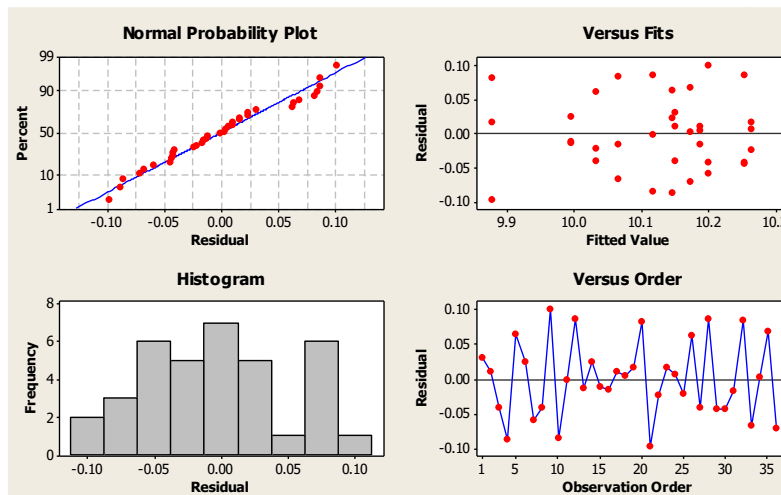 Normal Probability Plot
99
90
50
10
1
Percent
-0.10 -0.05 0.00 0.05 0.10
Residual
Versus Fits
0.10
0.05
0.00
-0.05
-0.10
Residual
9.9 10.0 10.1 10.2 10.3
Fitted Value
Histogram
8
6
4
2
0
Frequency
-0.10 -0.05 0.00 0.05 0.10
Residual
Versus Order
0.10
0.05
0.00
-0.05
-0.10
Residual
1 5 10 15 20 25 30 35
Observation Order